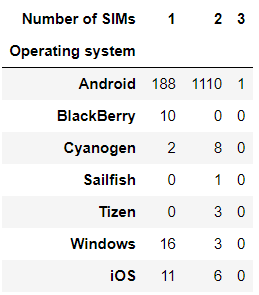 Number of SIMs 1 2 3
Operating system
Android 188 1110 1
BlackBerry 10 0 0
Cyanogen 2 8 0
Sailfish 0 1 0
Tizen 0 3 0
Windows 16 3 0
iOS 11 6 0